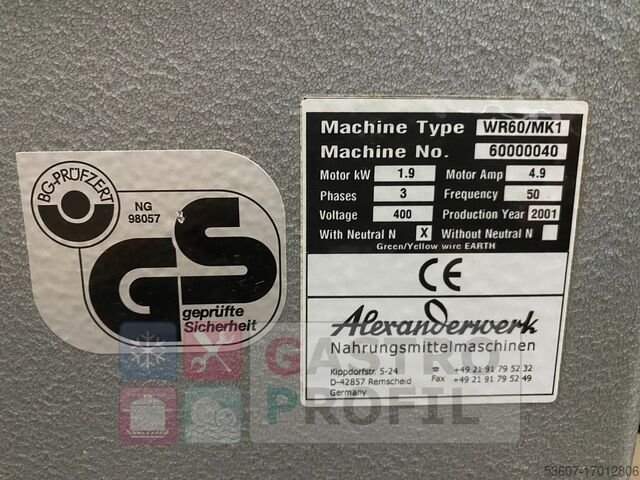 BG-PRÜFZERT
NG
98057
GS
geprüfte
Sicherheit
Machine Type WR60/MK1
Machine No. 60000040
Motor kW 1.9 Motor Amp 4.9
Phases 3 Frequency 50
Voltage 400 Production Year 2001
With Neutral N X Without Neutral N
Green/Yellow wire EARTH
CE
Alexanderwerk
Nahrungsmittelmaschinen
Kippdorfstr. 5-24 ☎ +49 21 91 79 52 32
D-42857 Remscheid Fax +49 21 91 79 52 49
Germany
GASTRO
PROFIL
53607-17012806